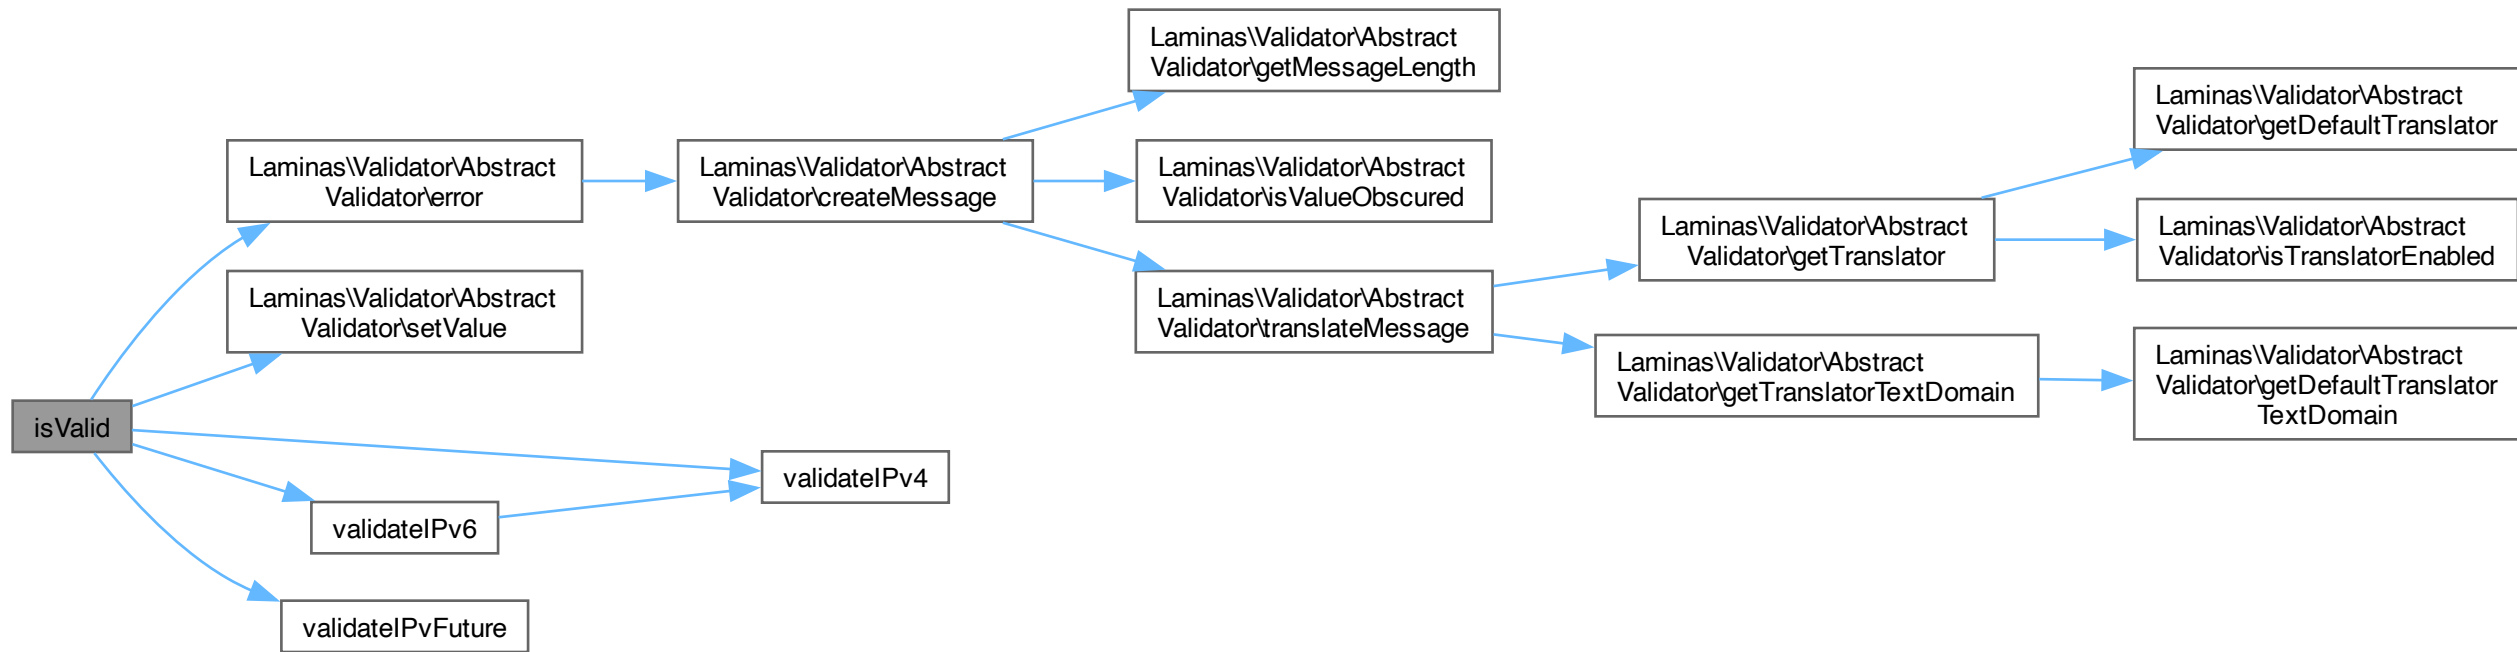 Laminas\Validator\Abstract
Validator\getMessageLength
Laminas\Validator\Abstract
Validator\getDefaultTranslator
Laminas\Validator\Abstract
Validator\error
Laminas\Validator\Abstract
Validator\createMessage
Laminas\Validator\Abstract
Validator\isValueObscured
Laminas\Validator\Abstract
Validator\getTranslator
Laminas\Validator\Abstract
Validator\isTranslatorEnabled
Laminas\Validator\Abstract
Validator\setValue
Laminas\Validator\Abstract
Validator\translateMessage
Laminas\Validator\Abstract
Validator\getTranslatorTextDomain
Laminas\Validator\Abstract
Validator\getDefaultTranslator
TextDomain
isValid
validateIPv4
validateIPv6
validateIPvFuture